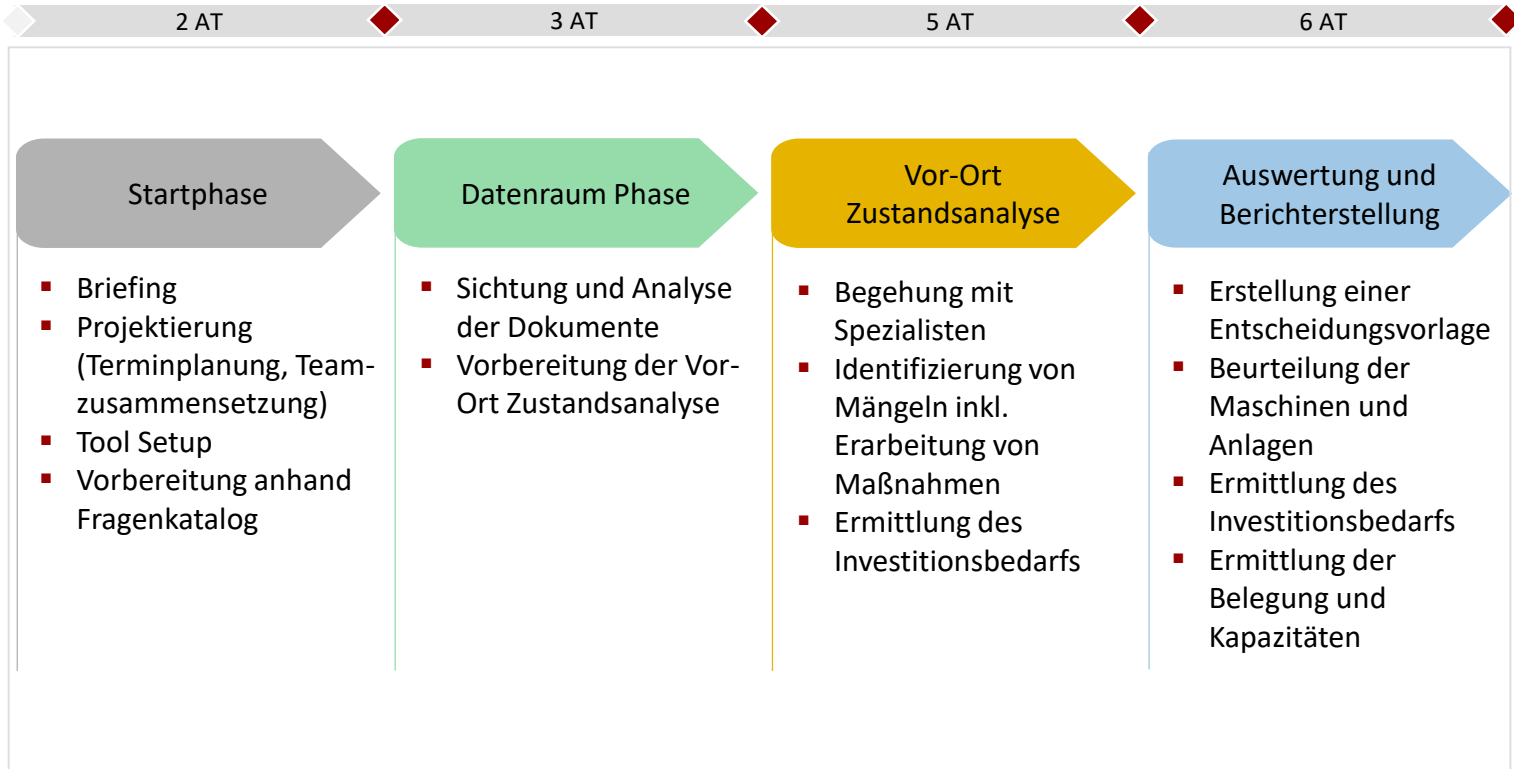 2 AT
3 AT
5 AT
6 AT
Startphase
Datenraum Phase
Vor-Ort
Zustandsanalyse
Auswertung und
Berichterstellung
▪ Briefing
▪ Projektierung
(Terminplanung, Team-
zusammensetzung)
▪ Tool Setup
▪ Vorbereitung anhand
Fragenkatalog
▪ Sichtung und Analyse
der Dokumente
▪ Vorbereitung der Vor-
Ort Zustandsanalyse
▪ Begehung mit
Spezialisten
▪ Identifizierung von
Mängeln inkl.
Erarbeitung von
Maßnahmen
▪ Ermittlung des
Investitionsbedarfs
▪ Erstellung einer
Entscheidungsvorlage
▪ Beurteilung der
Maschinen und
Anlagen
▪ Ermittlung des
Investitionsbedarfs
▪ Ermittlung der
Belegung und
Kapazitäten